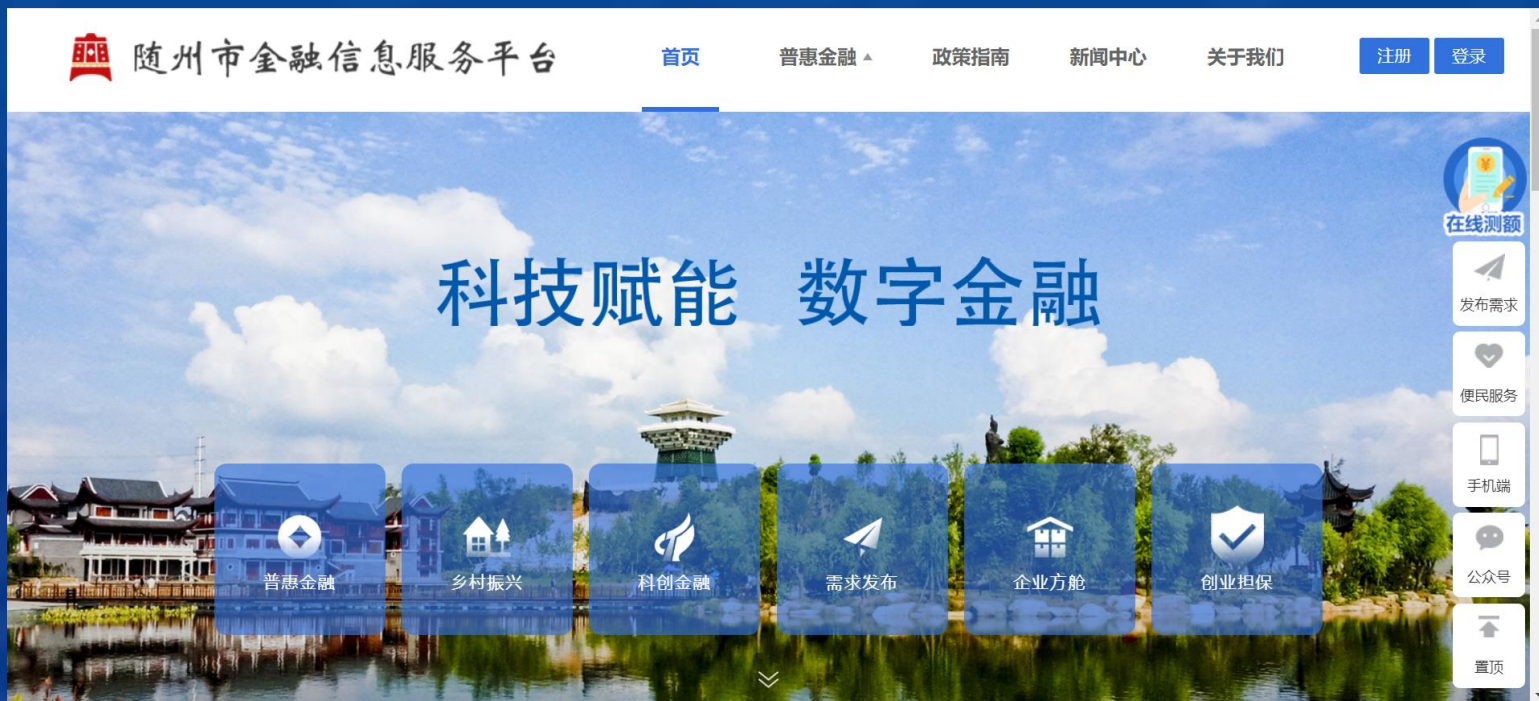 随州市金融信息服务平台
首页
普惠金融
政策指南
新闻中心
关于我们
注册
登录
科技赋能 数字金融
在线测额
发布需求
便民服务
手机端
公众号
置顶
普惠金融
乡村振兴
科创金融
需求发布
企业方舱
创业担保